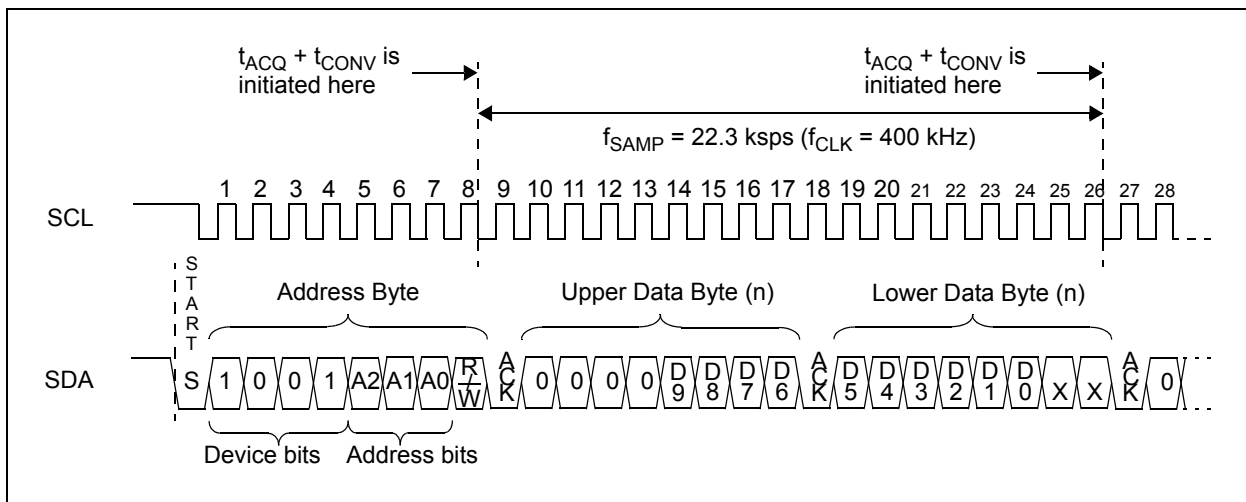 tACQ + tCONV is
initiated here
tACQ + tCONV is
initiated here
fSAMP = 22.3 ksps (fCLK = 400 kHz)
1 2 3 4 5 6 7 8 9 10 11 12 13 14 15 16 17 18 19 20 21 22 23 24 25 26 27 28
SCL
START
Address Byte
Upper Data Byte (n)
Lower Data Byte (n)
SDA
S 1 0 0 1 A2 A1 A0 R/W ACK 0 0 0 0 D9 D8 D7 D6 ACK D5 D4 D3 D2 D1 D0 X X ACK 0
Device bits
Address bits